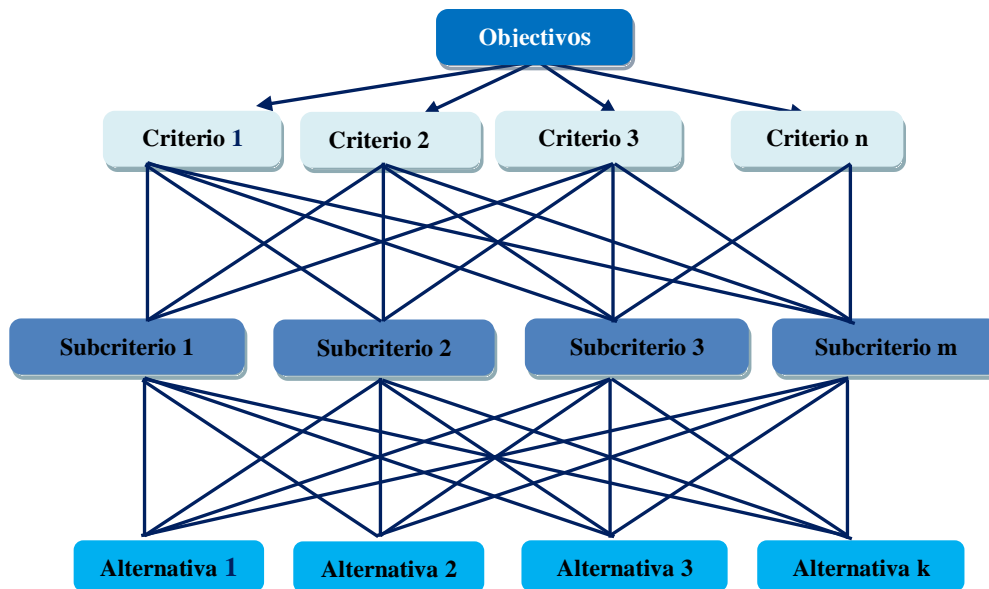 Objectivos
Criterio 1
Criterio 2
Criterio 3
Criterio n
Subcriterio 1
Subcriterio 2
Subcriterio 3
Subcriterio m
Alternativa 1
Alternativa 2
Alternativa 3
Alternativa k